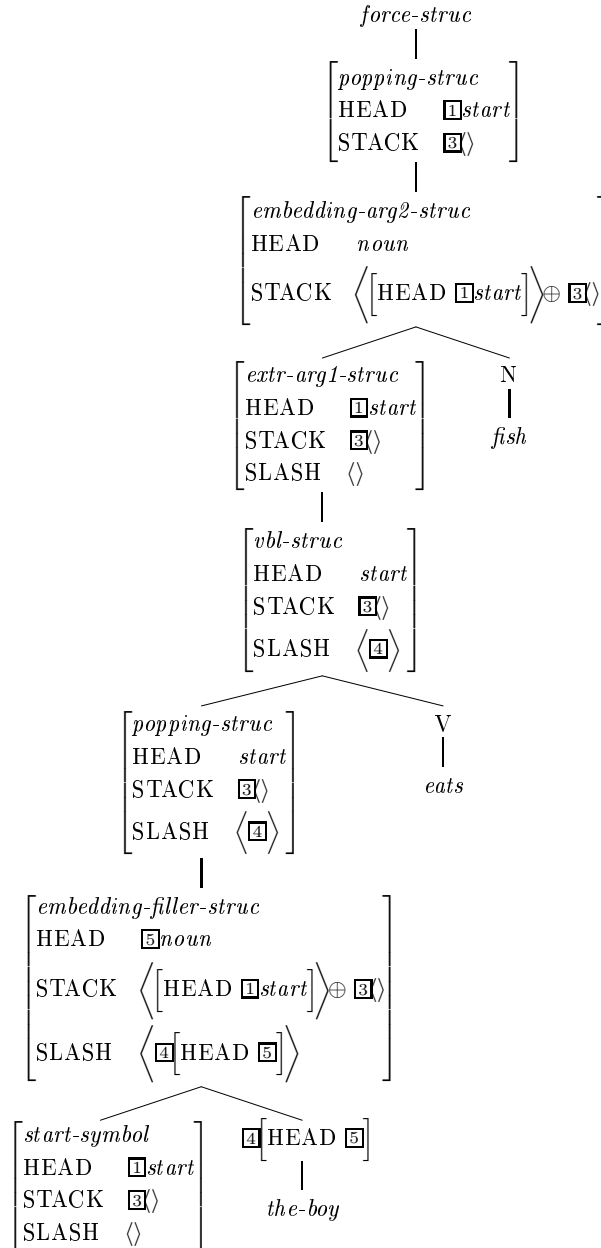 force-struc
popping-struc
HEAD [1]start
STACK [3]⟨⟩
embedding-arg2-struc
HEAD noun
STACK ⟨[HEAD [1]start]⟩⊕ [3]⟨⟩
extr-arg1-struc
HEAD [1]start
STACK [3]⟨⟩
SLASH ⟨⟩
N
fish
vbl-struc
HEAD start
STACK [3]⟨⟩
SLASH ⟨[4]⟩
popping-struc
HEAD start
STACK [3]⟨⟩
SLASH ⟨[4]⟩
V
eats
embedding-filler-struc
HEAD [5]noun
STACK ⟨[HEAD [1]start]⟩⊕ [3]⟨⟩
SLASH ⟨[4][HEAD [5]]⟩
start-symbol
HEAD [1]start
STACK [3]⟨⟩
SLASH ⟨⟩
[4][HEAD [5]]
the-boy